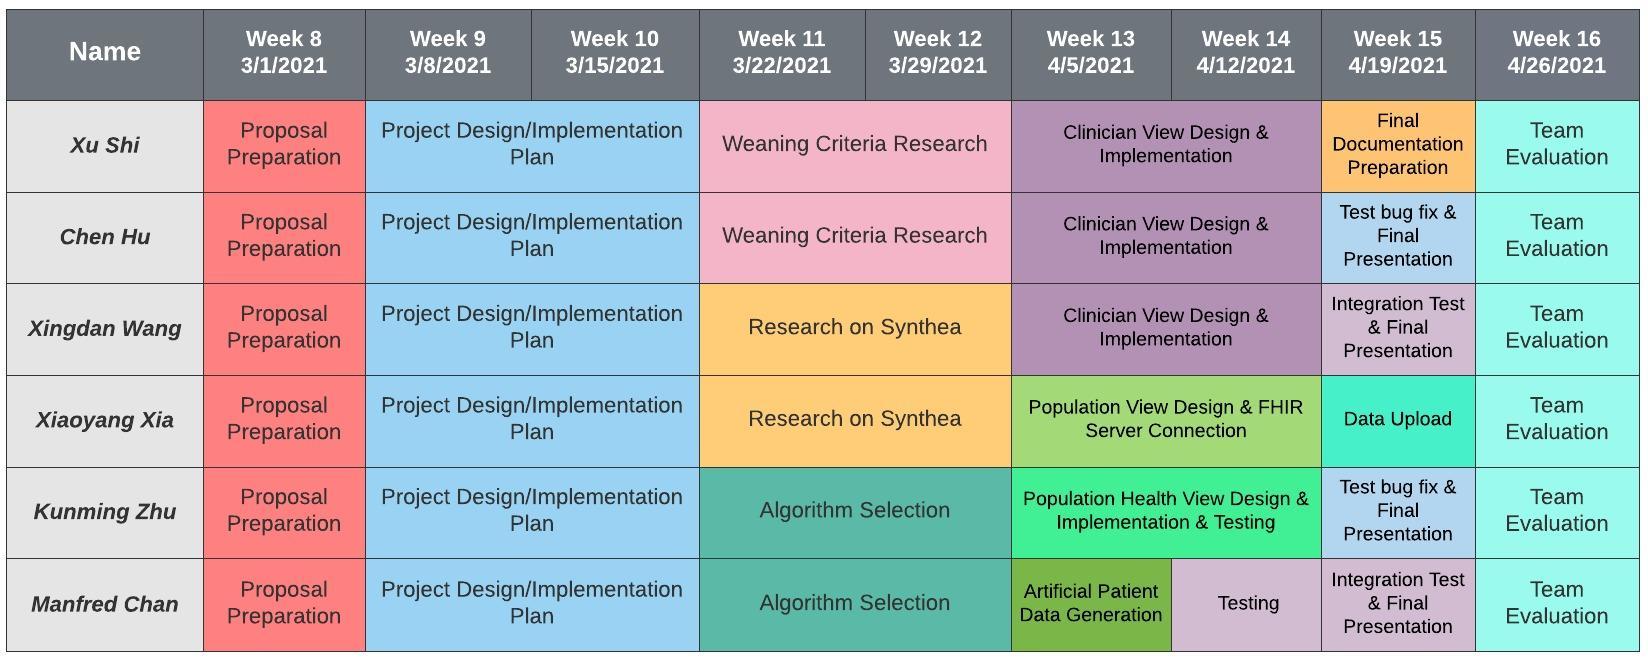 Name
Week 8
3/1/2021
Week 9
3/8/2021
Week 10
3/15/2021
Week 11
3/22/2021
Week 12
3/29/2021
Week 13
4/5/2021
Week 14
4/12/2021
Week 15
4/19/2021
Week 16
4/26/2021
Xu Shi
Proposal
Preparation
Project Design/Implementation
Plan
Weaning Criteria Research
Clinician View Design &
Implementation
Final
Documentation
Preparation
Team
Evaluation
Chen Hu
Proposal
Preparation
Project Design/Implementation
Plan
Weaning Criteria Research
Clinician View Design &
Implementation
Test bug fix &
Final
Presentation
Team
Evaluation
Xingdan Wang
Proposal
Preparation
Project Design/Implementation
Plan
Research on Synthea
Clinician View Design &
Implementation
Integration Test
& Final
Presentation
Team
Evaluation
Xiaoyang Xia
Proposal
Preparation
Project Design/Implementation
Plan
Research on Synthea
Population View Design & FHIR
Server Connection
Data Upload
Team
Evaluation
Kunming Zhu
Proposal
Preparation
Project Design/Implementation
Plan
Algorithm Selection
Population Health View Design &
Implementation & Testing
Test bug fix &
Final
Presentation
Team
Evaluation
Manfred Chan
Proposal
Preparation
Project Design/Implementation
Plan
Algorithm Selection
Artificial Patient
Data Generation
Testing
Integration Test
& Final
Presentation
Team
Evaluation